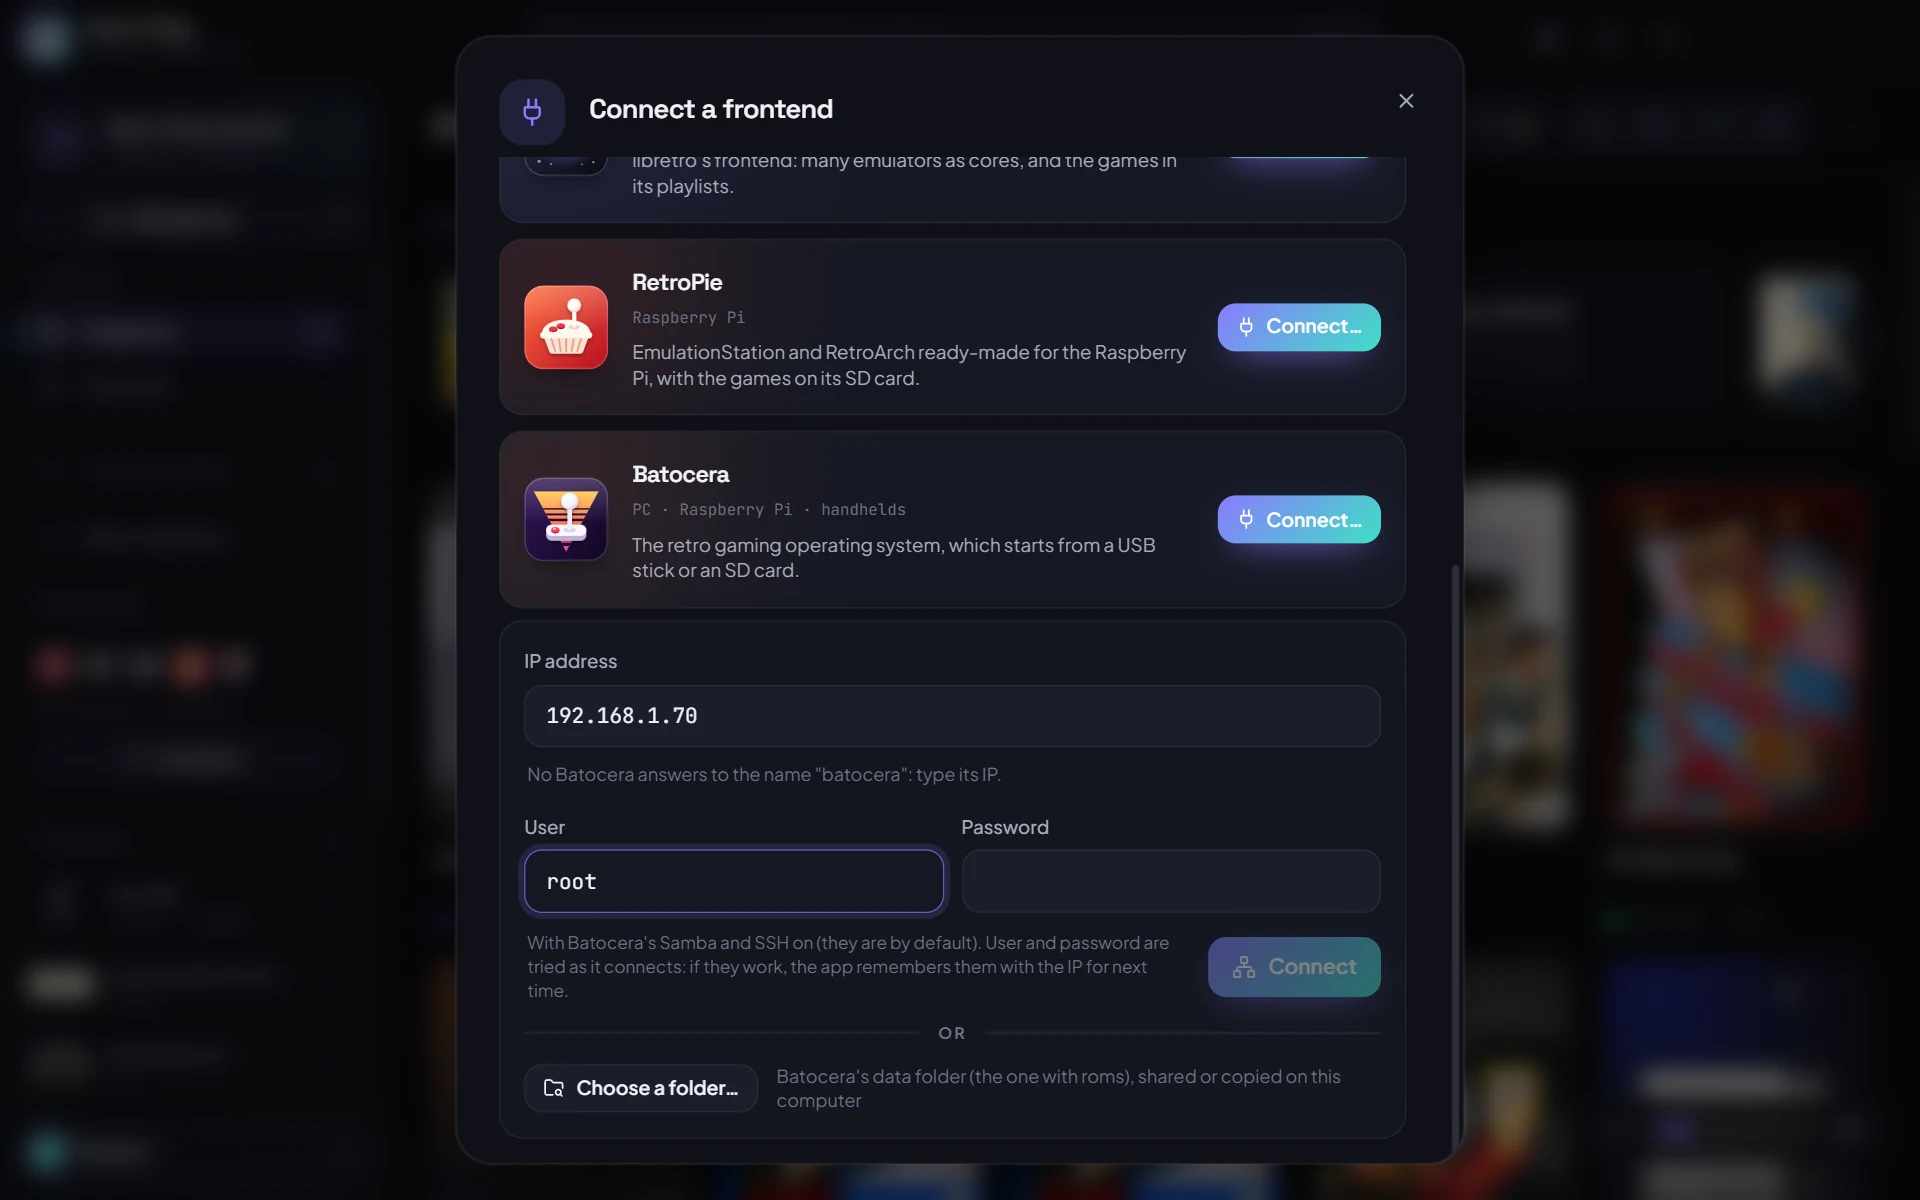 Connect a frontend
libretro's frontend: many emulators as cores, and the games in
its playlists.
RetroPie
Raspberry Pi
EmulationStation and RetroArch ready-made for the Raspberry
Pi, with the games on its SD card.
Connect...
Batocera
PC · Raspberry Pi · handhelds
The retro gaming operating system, which starts from a USB
stick or an SD card.
Connect...
IP address
192.168.1.70
No Batocera answers to the name "batocera": type its IP.
User
Password
root
With Batocera's Samba and SSH on (they are by default). User and password are
tried as it connects: if they work, the app remembers them with the IP for next
time.
Connect
OR
Choose a folder...
Batocera's data folder (the one with roms), shared or copied on this
computer